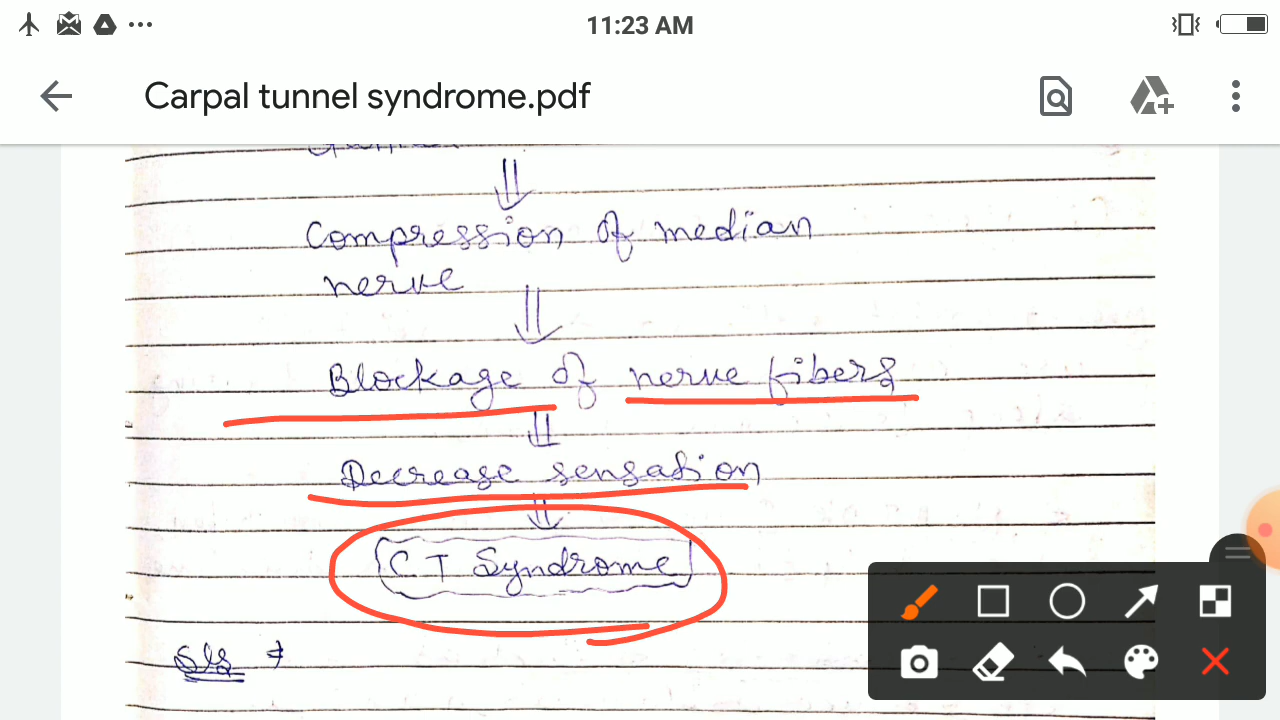 11:23 AM
Carpal tunnel syndrome.pdf
Compression of median
nerve
Blockage of nerve fibers
Decrease sensation
C T Syndrome
S/s